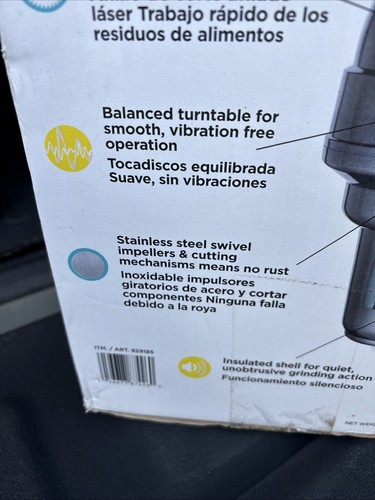 láser Trabajo rápido de los
residuos de alimentos
Balanced turntable for
smooth, vibration free
operation
Tocadiscos equilibrada
Suave, sin vibraciones
Stainless steel swivel
impellers & cutting
mechanisms means no rust
Inoxidable impulsores
giratorios de acero y cortar
componentes Ninguna falla
debido a la roya
ITM. / ART. 929185
Insulated shell for quiet,
unobtrusive grinding action
Funcionamiento silencioso
NET